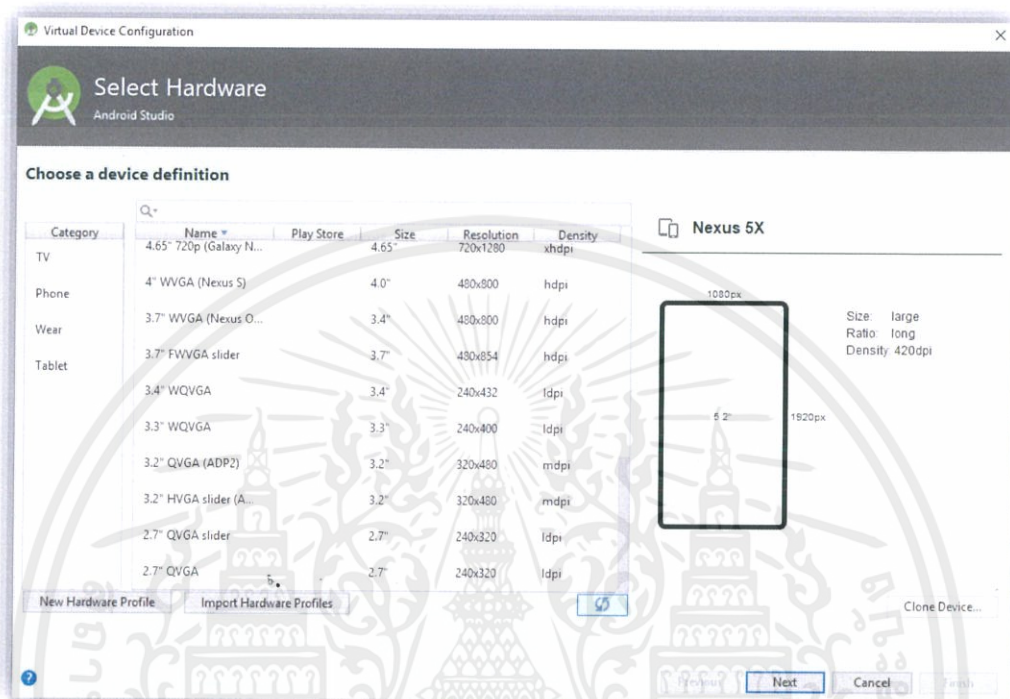 Virtual Device Configuration
Select Hardware
Android Studio
Choose a device definition
Category
TV
Phone
Wear
Tablet
Name Play Store Size Resolution Density
4.65" 720p (Galaxy N... 4.65" 720x1280 xhdpi
4" WVGA (Nexus S) 4.0" 480x800 hdpi
3.7" WVGA (Nexus O... 3.4" 480x800 hdpi
3.7" FWVGA slider 3.7" 480x854 hdpi
3.4" WQVGA 3.4" 240x432 ldpi
3.3" WQVGA 3.3" 240x400 ldpi
3.2" QVGA (ADP2) 3.2" 320x480 mdpi
3.2" HVGA slider (A... 3.2" 320x480 mdpi
2.7" QVGA slider 2.7" 240x320 ldpi
2.7" QVGA 2.7" 240x320 ldpi
Nexus 5X
1080px
5.2"
1920px
Size: large
Ratio: long
Density: 420dpi
New Hardware Profile Import Hardware Profiles
Clone Device...
? Previous Next Cancel Finish